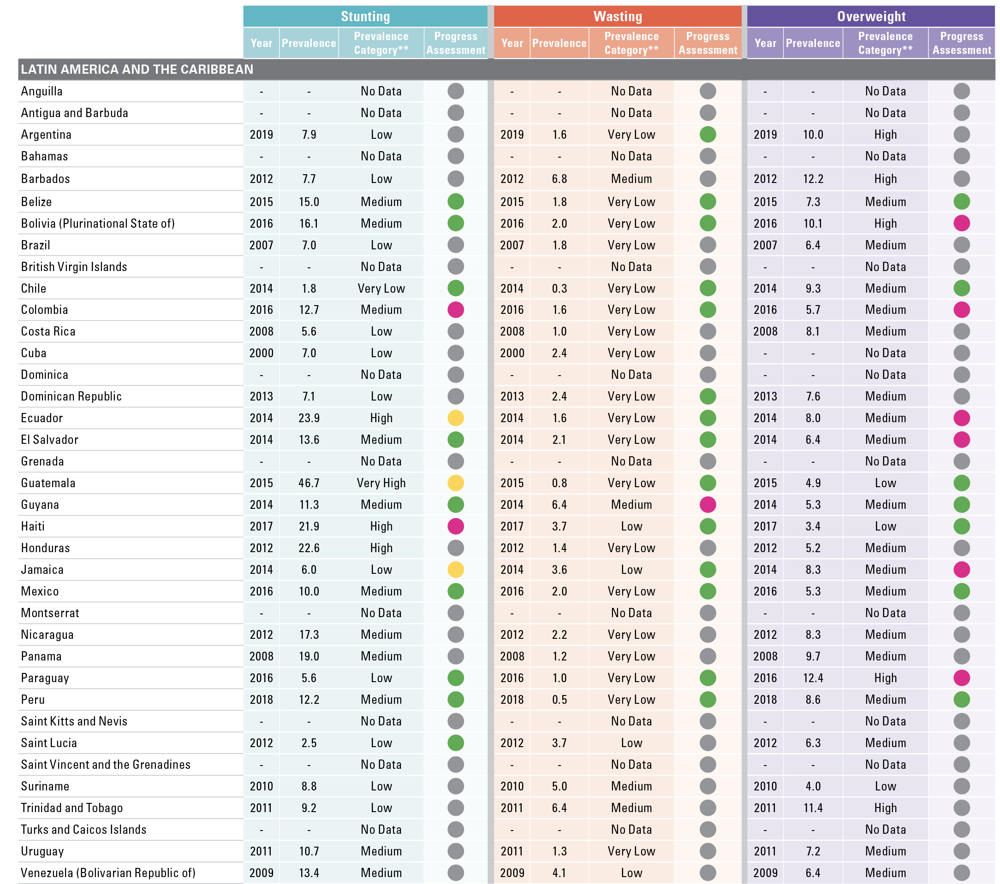 Stunting Wasting Overweight
Year Prevalence Prevalence Category** Progress Assessment Year Prevalence Prevalence Category** Progress Assessment Year Prevalence Prevalence Category** Progress Assessment
LATIN AMERICA AND THE CARIBBEAN
Anguilla - - No Data - - No Data - - No Data
Antigua and Barbuda - - No Data - - No Data - - No Data
Argentina 2019 7.9 Low 2019 1.6 Very Low 2019 10.0 High
Bahamas - - No Data - - No Data - - No Data
Barbados 2012 7.7 Low 2012 6.8 Medium 2012 12.2 High
Belize 2015 15.0 Medium 2015 1.8 Very Low 2015 7.3 Medium
Bolivia (Plurinational State of) 2016 16.1 Medium 2016 2.0 Very Low 2016 10.1 High
Brazil 2007 7.0 Low 2007 1.8 Very Low 2007 6.4 Medium
British Virgin Islands - - No Data - - No Data - - No Data
Chile 2014 1.8 Very Low 2014 0.3 Very Low 2014 9.3 Medium
Colombia 2016 12.7 Medium 2016 1.6 Very Low 2016 5.7 Medium
Costa Rica 2008 5.6 Low 2008 1.0 Very Low 2008 8.1 Medium
Cuba 2000 7.0 Low 2000 2.4 Very Low - - No Data
Dominica - - No Data - - No Data - - No Data
Dominican Republic 2013 7.1 Low 2013 2.4 Very Low 2013 7.6 Medium
Ecuador 2014 23.9 High 2014 1.6 Very Low 2014 8.0 Medium
El Salvador 2014 13.6 Medium 2014 2.1 Very Low 2014 6.4 Medium
Grenada - - No Data - - No Data - - No Data
Guatemala 2015 46.7 Very High 2015 0.8 Very Low 2015 4.9 Low
Guyana 2014 11.3 Medium 2014 6.4 Medium 2014 5.3 Medium
Haiti 2017 21.9 High 2017 3.7 Low 2017 3.4 Low
Honduras 2012 22.6 High 2012 1.4 Very Low 2012 5.2 Medium
Jamaica 2014 6.0 Low 2014 3.6 Low 2014 8.3 Medium
Mexico 2016 10.0 Medium 2016 2.0 Very Low 2016 5.3 Medium
Montserrat - - No Data - - No Data - - No Data
Nicaragua 2012 17.3 Medium 2012 2.2 Very Low 2012 8.3 Medium
Panama 2008 19.0 Medium 2008 1.2 Very Low 2008 9.7 Medium
Paraguay 2016 5.6 Low 2016 1.0 Very Low 2016 12.4 High
Peru 2018 12.2 Medium 2018 0.5 Very Low 2018 8.6 Medium
Saint Kitts and Nevis - - No Data - - No Data - - No Data
Saint Lucia 2012 2.5 Low 2012 3.7 Low 2012 6.3 Medium
Saint Vincent and the Grenadines - - No Data - - No Data - - No Data
Suriname 2010 8.8 Low 2010 5.0 Medium 2010 4.0 Low
Trinidad and Tobago 2011 9.2 Low 2011 6.4 Medium 2011 11.4 High
Turks and Caicos Islands - - No Data - - No Data - - No Data
Uruguay 2011 10.7 Medium 2011 1.3 Very Low 2011 7.2 Medium
Venezuela (Bolivarian Republic of) 2009 13.4 Medium 2009 4.1 Low 2009 6.4 Medium